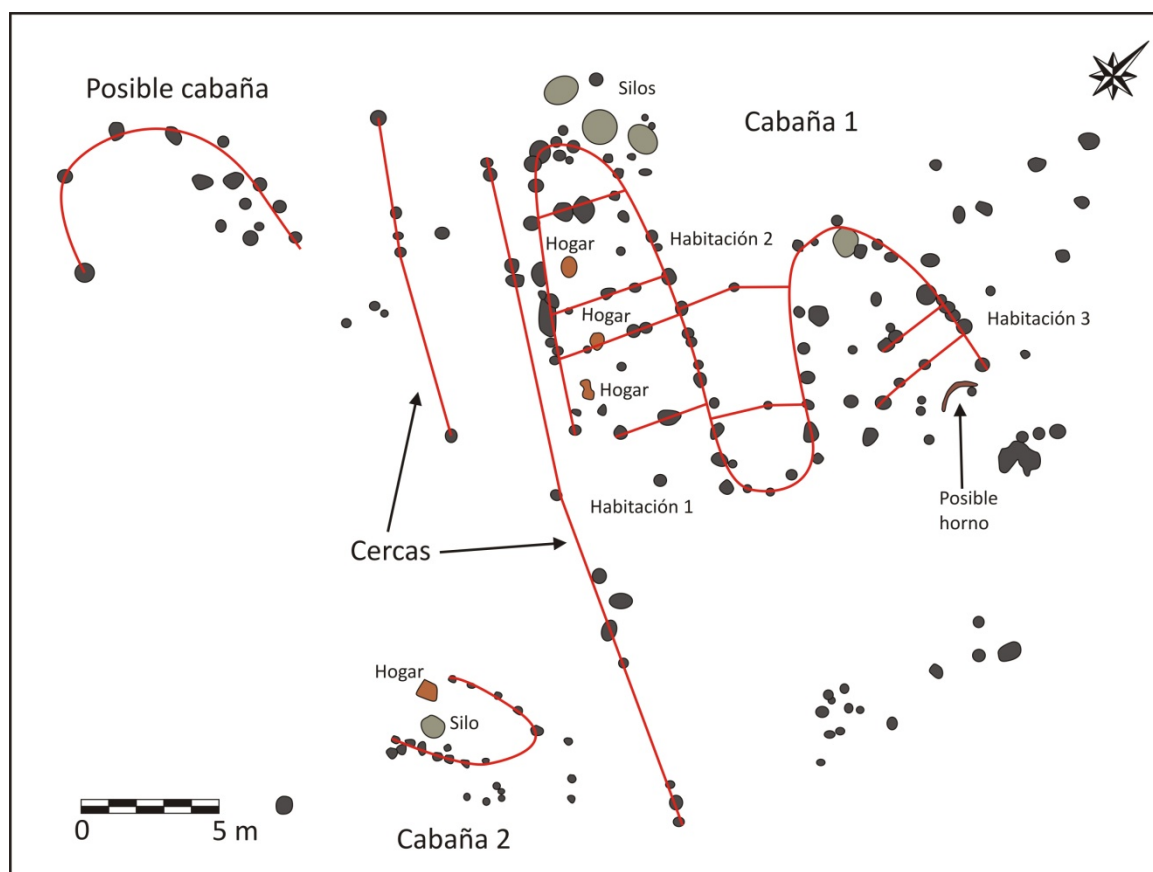 Posible cabaña
Silos
Cabaña 1
Hogar
Habitación 2
Hogar
Habitación 3
Hogar
Posible
horno
Habitación 1
Cercas
Hogar
Silo
0 5 m
Cabaña 2